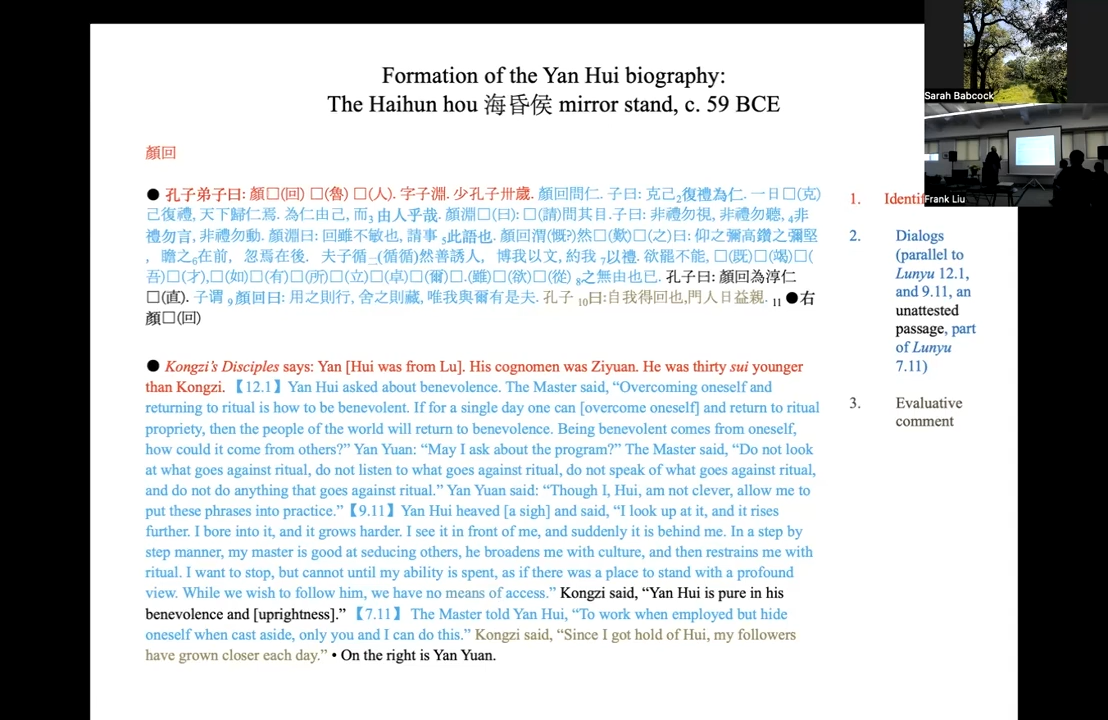 Formation of the Yan Hui biography:
The Haihun hou 海昏侯 mirror stand, c. 59 BCE
顏回
● 孔子弟子曰: 顏□(回) □(魯) □(人). 字子淵. 少孔子卅歲. 顏回問仁. 子曰: 克己2復禮為仁. 一日□(克)
己復禮, 天下歸仁焉. 為仁由己, 而3 由人乎哉. 顏淵□(曰): □(請)問其目.子曰: 非禮勿視, 非禮勿聽, 4非
禮勿言, 非禮勿動. 顏淵曰: 回雖不敏也, 請事 5此語也. 顏回渭(慨?)然□(歎)□(之)曰: 仰之彌高鑽之彌堅
, 瞻之6在前, 忽焉在後. 夫子循二(循循)然善誘人, 博我以文, 約我 7以禮. 欲罷不能, □(既)□(竭)□(
吾)□(才),□(如)□(有)□(所)□(立)□(卓)□(爾)□.(雖)□(欲)□(從) 8之無由也已. 孔子曰: 顏回為淳仁
□(直). 子谓 9顏回曰: 用之則行, 舍之則藏, 唯我與爾有是夫. 孔子 10曰:自我得回也,門人日益親. 11 ●右
顏□(回)
● Kongzi’s Disciples says: Yan [Hui was from Lu]. His cognomen was Ziyuan. He was thirty sui younger
than Kongzi. 【12.1】Yan Hui asked about benevolence. The Master said, “Overcoming oneself and
returning to ritual is how to be benevolent. If for a single day one can [overcome oneself] and return to ritual
propriety, then the people of the world will return to benevolence. Being benevolent comes from oneself,
how could it come from others?” Yan Yuan: “May I ask about the program?” The Master said, “Do not look
at what goes against ritual, do not listen to what goes against ritual, do not speak of what goes against ritual,
and do not do anything that goes against ritual.” Yan Yuan said: “Though I, Hui, am not clever, allow me to
put these phrases into practice.”【9.11】Yan Hui heaved [a sigh] and said, “I look up at it, and it rises
further. I bore into it, and it grows harder. I see it in front of me, and suddenly it is behind me. In a step by
step manner, my master is good at seducing others, he broadens me with culture, and then restrains me with
ritual. I want to stop, but cannot until my ability is spent, as if there was a place to stand with a profound
view. While we wish to follow him, we have no means of access.” Kongzi said, “Yan Hui is pure in his
benevolence and [uprightness].” 【7.11】 The Master told Yan Hui, “To work when employed but hide
oneself when cast aside, only you and I can do this.” Kongzi said, “Since I got hold of Hui, my followers
have grown closer each day.” • On the right is Yan Yuan.
1. Identif
2. Dialogs
(parallel to
Lunyu 12.1,
and 9.11, an
unattested
passage, part
of Lunyu
7.11)
3. Evaluative
comment
Sarah Babcock
Frank Liu